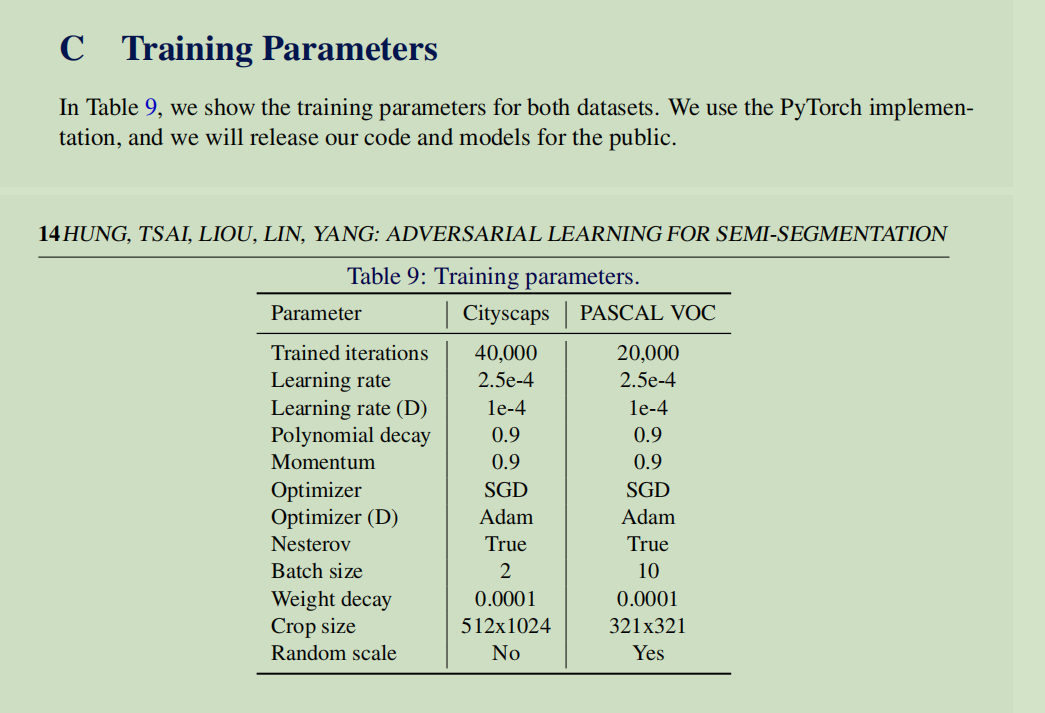 C Training Parameters
In Table 9, we show the training parameters for both datasets. We use the PyTorch implemen-
tation, and we will release our code and models for the public.
14 HUNG, TSAI, LIOU, LIN, YANG: ADVERSARIAL LEARNING FOR SEMI-SEGMENTATION
Table 9: Training parameters.
Parameter Cityscaps PASCAL VOC
Trained iterations 40,000 20,000
Learning rate 2.5e-4 2.5e-4
Learning rate (D) 1e-4 1e-4
Polynomial decay 0.9 0.9
Momentum 0.9 0.9
Optimizer SGD SGD
Optimizer (D) Adam Adam
Nesterov True True
Batch size 2 10
Weight decay 0.0001 0.0001
Crop size 512x1024 321x321
Random scale No Yes